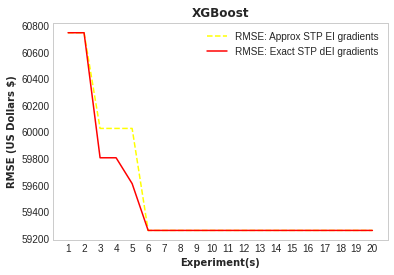 XGBoost
RMSE: Approx STP EI gradients
RMSE: Exact STP dEI gradients
RMSE (US Dollars $)
60800
60600
60400
60200
60000
59800
59600
59400
59200
1 2 3 4 5 6 7 8 9 10 11 12 13 14 15 16 17 18 19 20
Experiment(s)